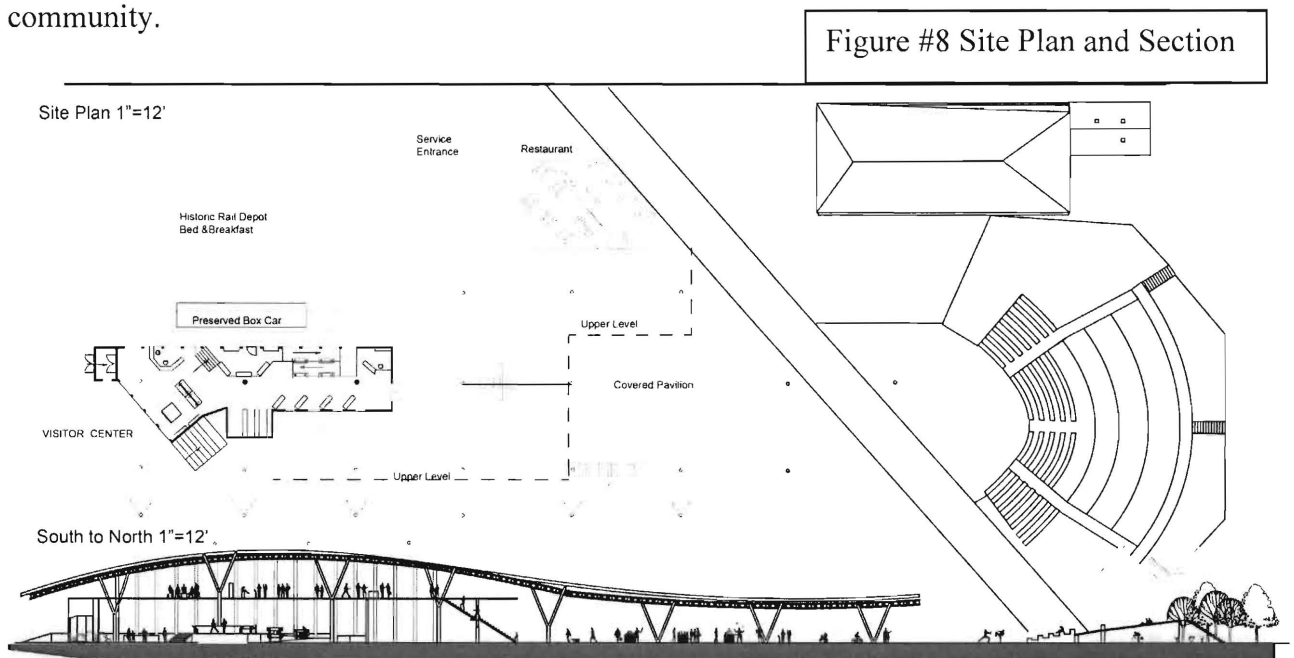 community.
Figure #8 Site Plan and Section
Site Plan 1"=12'
Service
Entrance
Restaurant
Historic Rail Depot
Bed &Breakfast
Preserved Box Car
Upper Level
Covered Pavilion
VISITOR CENTER
Upper Level
South to North 1"=12'